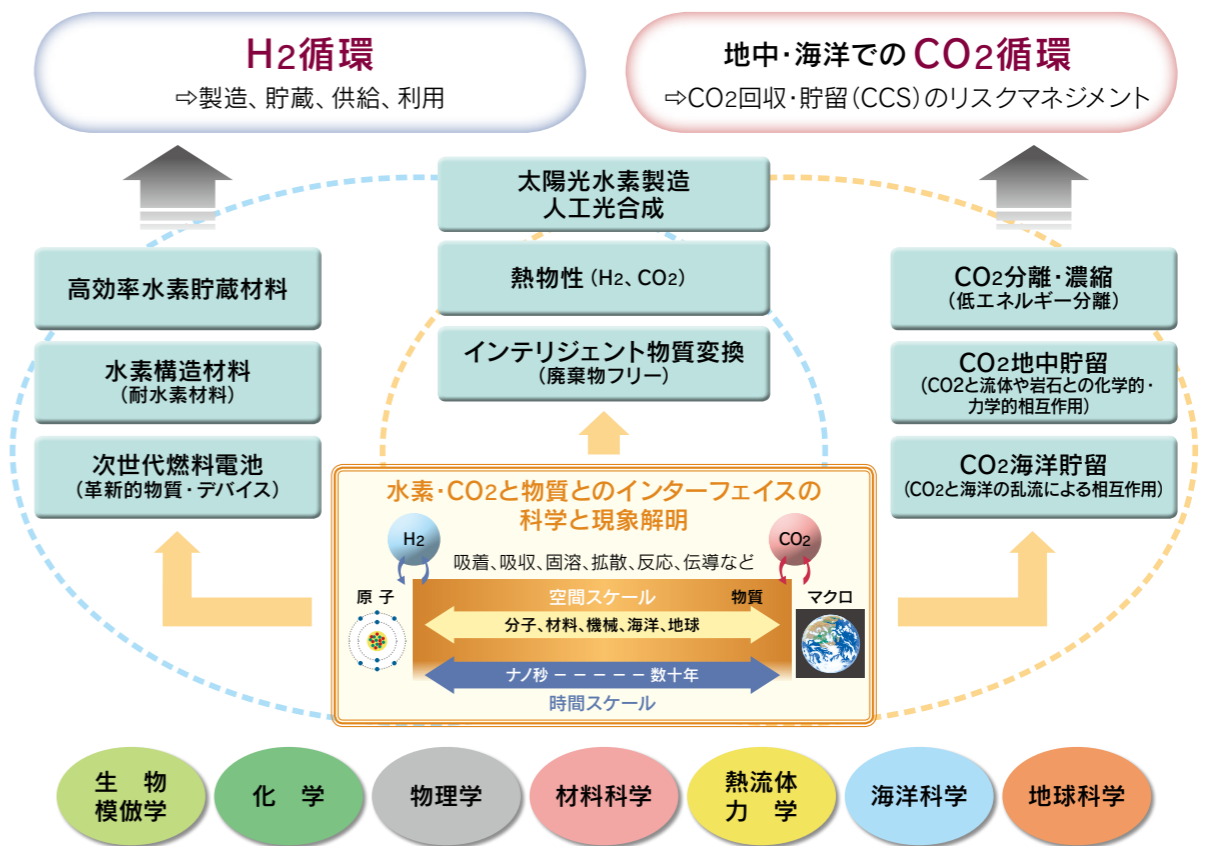 H2循環
⇨製造、貯蔵、供給、利用
地中・海洋での CO2循環
⇨CO2回収・貯留(CCS)のリスクマネジメント
太陽光水素製造
人工光合成
熱物性 (H2、CO2)
インテリジェント物質変換
(廃棄物フリー)
高効率水素貯蔵材料
水素構造材料
(耐水素材料)
次世代燃料電池
(革新的物質・デバイス)
CO2分離・濃縮
(低エネルギー分離)
CO2地中貯留
(CO2と流体や岩石との化学的・
力学的相互作用)
CO2海洋貯留
(CO2と海洋の乱流による相互作用)
水素・CO2と物質とのインターフェイスの
科学と現象解明
H2
CO2
吸着、吸収、固溶、拡散、反応、伝導など
原 子
空間スケール
物質
マクロ
分子、材料、機械、海洋、地球
ナノ秒 ー ー ー ー ー 数十年
時間スケール
生 物
模倣学
化 学
物理学
材料科学
熱流体
力 学
海洋科学
地球科学